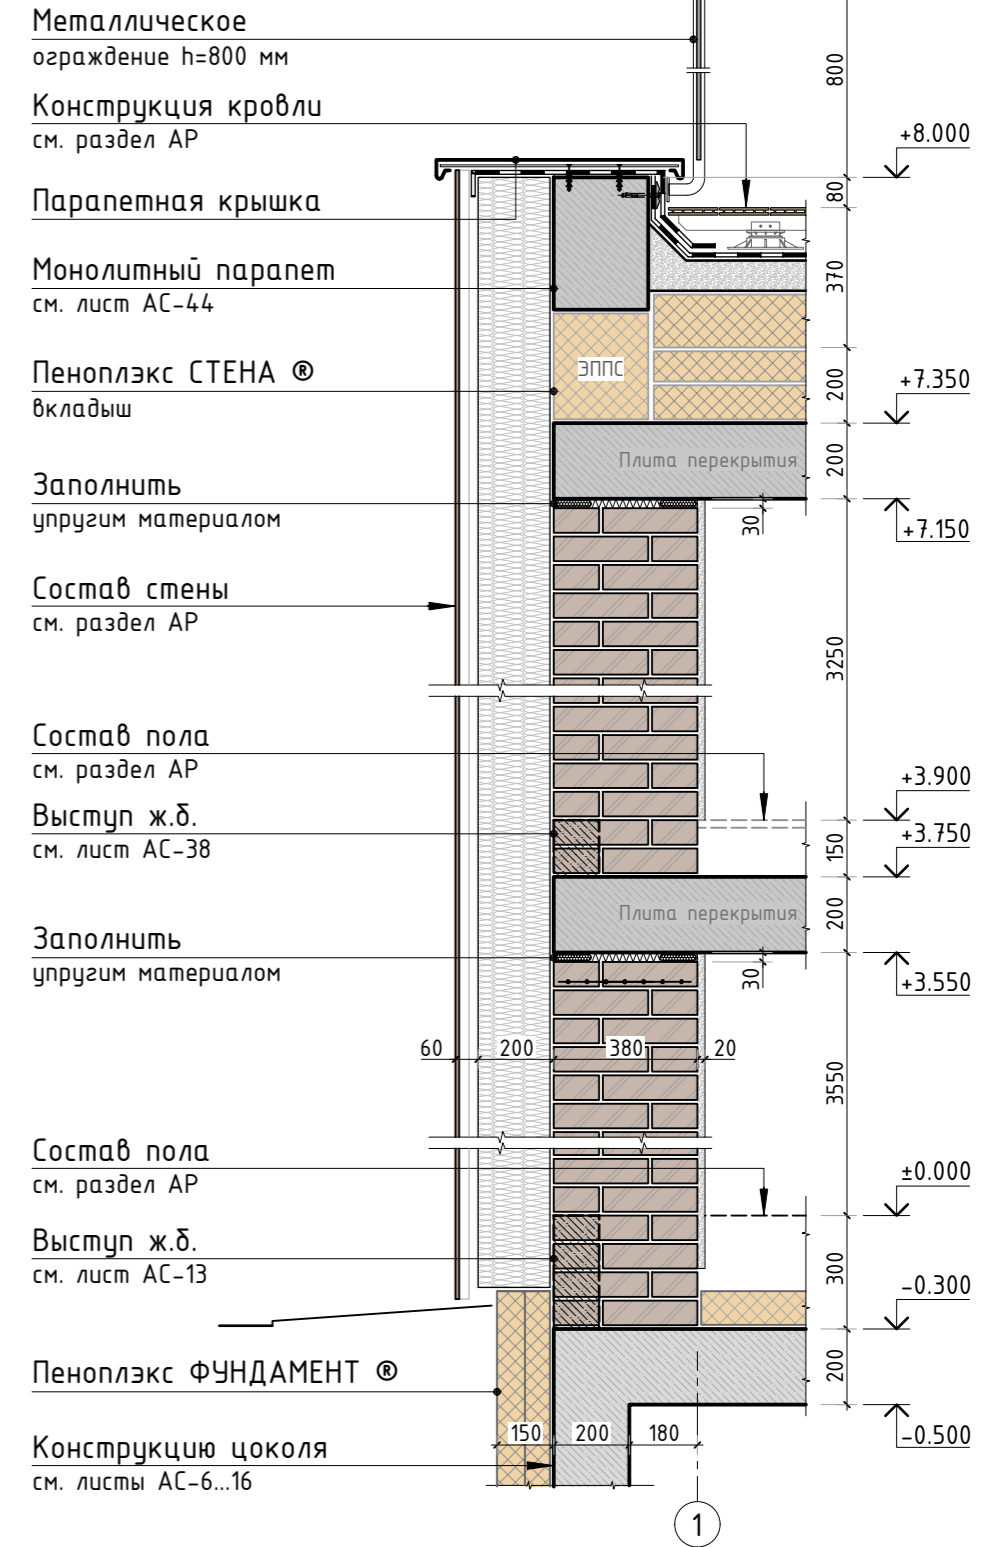 Металлическое
ограждение h=800 мм
Конструкция кровли
см. раздел АР
Парапетная крышка
Монолитный парапет
см. лист АС-44
Пеноплэкс СТЕНА ®
вкладыш
Заполнить
упругим материалом
Состав стены
см. раздел АР
Состав пола
см. раздел АР
Выступ ж.б.
см. лист АС-38
Заполнить
упругим материалом
Состав пола
см. раздел АР
Выступ ж.б.
см. лист АС-13
Пеноплэкс ФУНДАМЕНТ ®
Конструкцию цоколя
см. листы АС-6...16
ЭППС
Плита перекрытия
30
Плита перекрытия
30
60 200 380 20
150 200 180
1
800
80
370
200
200
3250
150
200
3550
300
200
+8.000
+7.350
+7.150
+3.900
+3.750
+3.550
±0.000
-0.300
-0.500